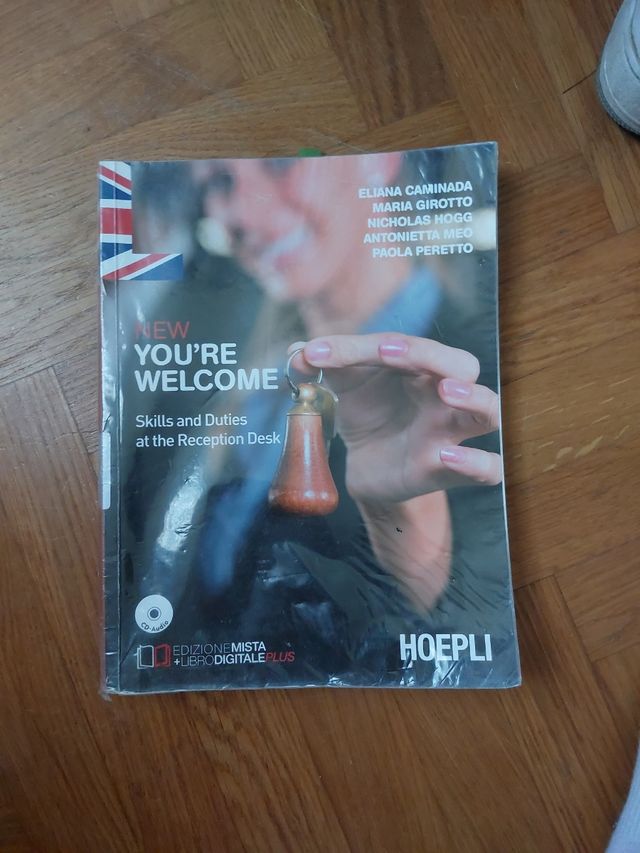 ELIANA CAMINADA
MARIA GIROTTO
NICHOLAS HOGG
ANTONIETTA MEO
PAOLA PERETTO
NEW
YOU'RE
WELCOME
Skills and Duties
at the Reception Desk
CD-Audio
EDIZIONEMISTA
+LIBRODIGITALEPLUS
HOEPLI